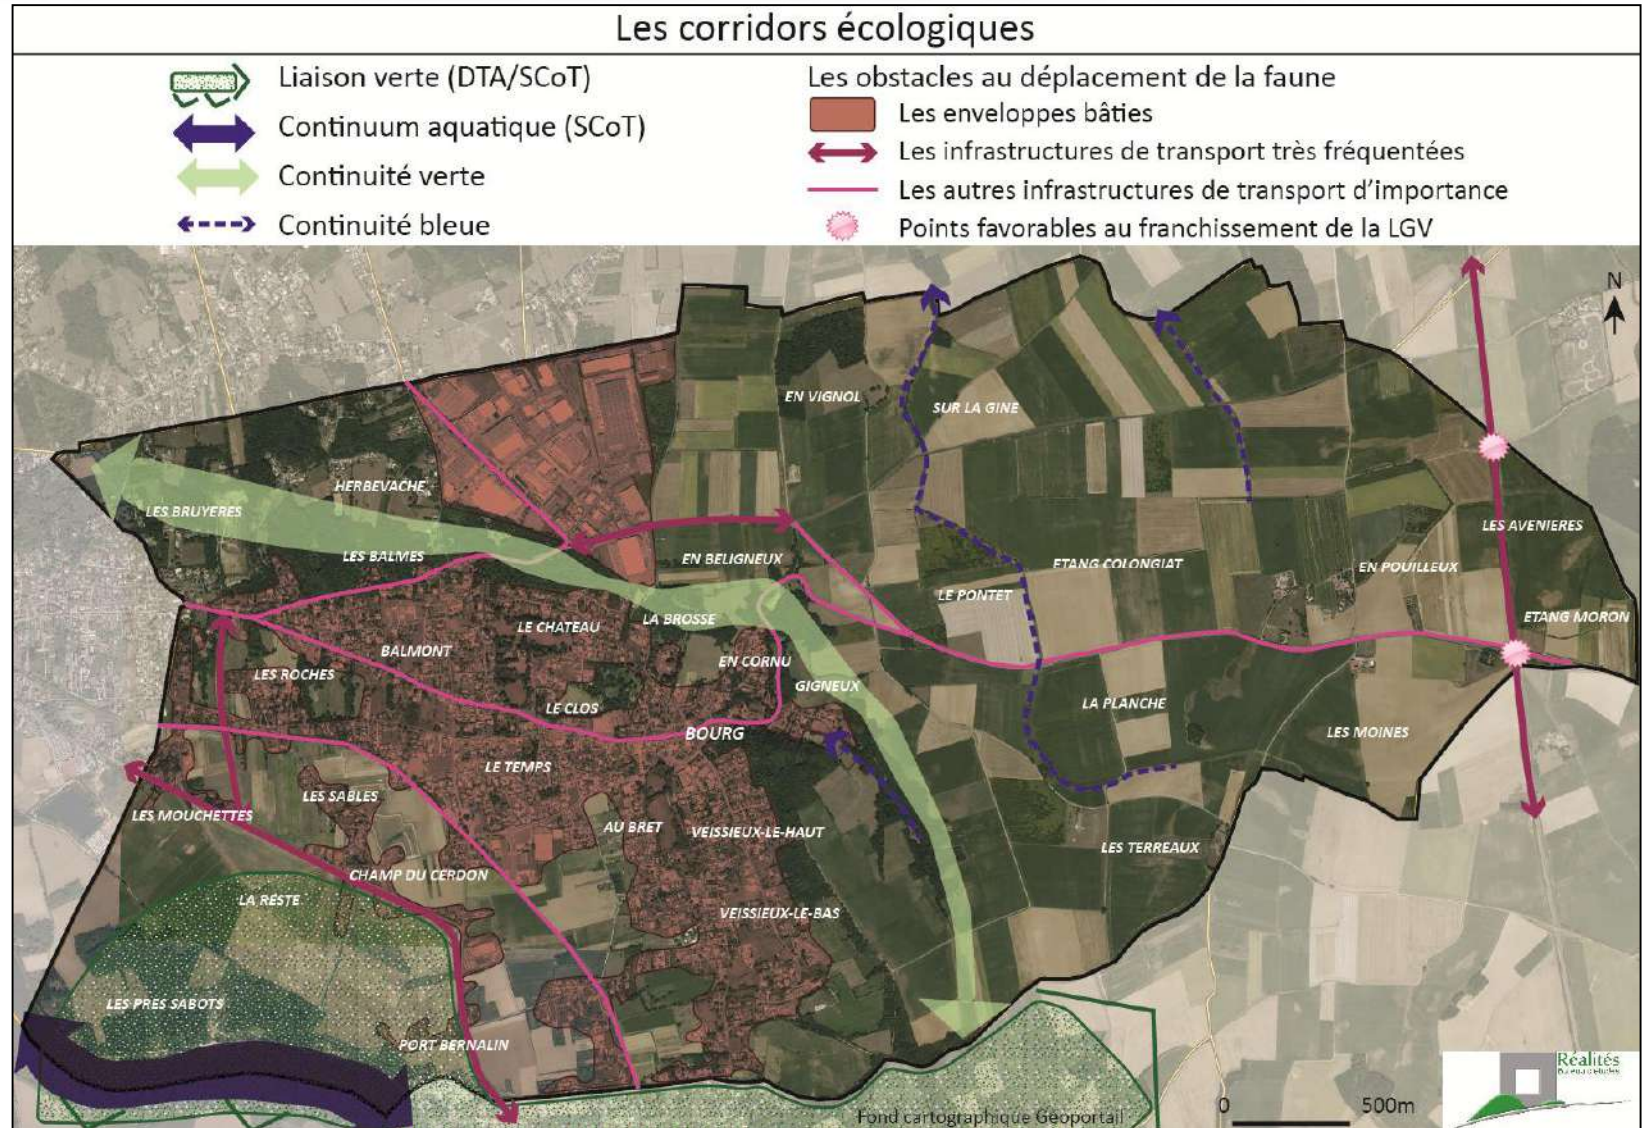 Les corridors écologiques
Liaison verte (DTA/SCoT)
Continuum aquatique (SCoT)
Continuité verte
Continuité bleue
Les obstacles au déplacement de la faune
Les enveloppes bâties
Les infrastructures de transport très fréquentées
Les autres infrastructures de transport d'importance
Points favorables au franchissement de la LGV
N
EN VIGNOL
SUR LA GINE
HERBEVACHE
LES BRUYERES
LES AVENIERES
LES BALMES
EN BELIGNEUX
ETANG COLONGIAT
EN POUILLEUX
LE PONTET
ETANG MORON
LE CHATEAU
LA BROSSE
BALMONT
EN CORNU
LES ROCHES
GIGNEUX
LE CLOS
LA PLANCHE
BOURG
LES MOINES
LE TEMPS
LES SABLES
LES MOUCHETTES
AU BRET
VEISSIEUX-LE-HAUT
LES TERREAUX
CHAMP DU CERDON
LA RESTE
VEISSIEUX-LE-BAS
LES PRES SABOTS
PORT BERNALIN
Fond cartographique Géoportail
0
500m
Réalités
Bureau d'études